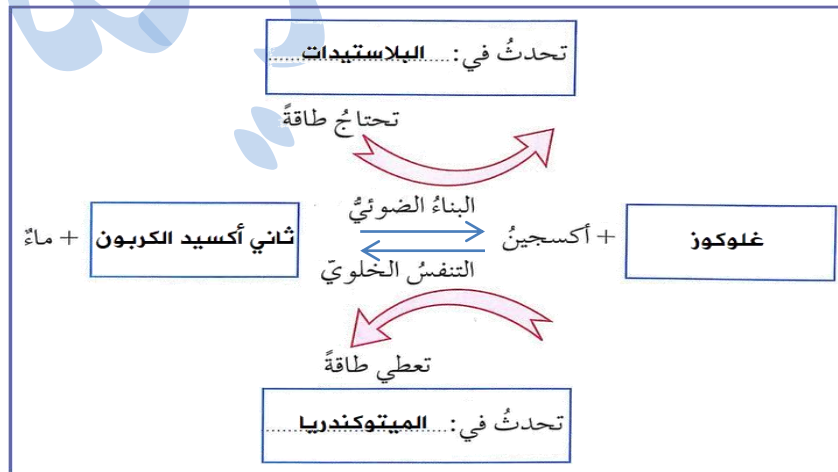 تحدثُ في: ......البلاستيدات......
تحتاجُ طاقةً
البناءُ الضوئيُّ
غلوكوز + أكسجينُ ثاني أكسيد الكربون + ماءٌ
التنفسُ الخلويّ
تعطي طاقةً
تحدثُ في: ......الميتوكندريا......